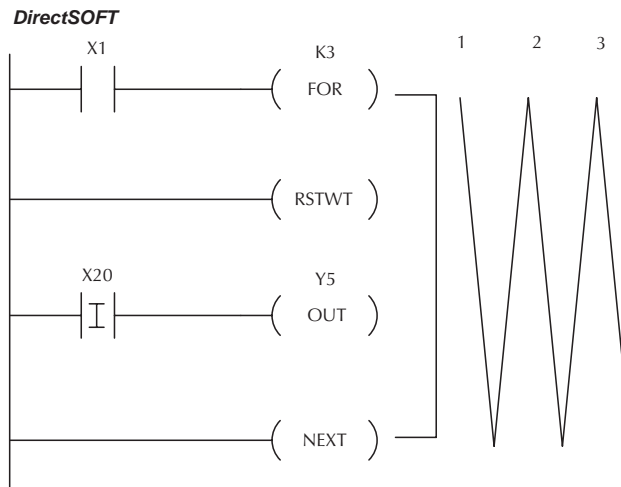 DirectSOFT
X1
K3
FOR
1 2 3
RSTWT
X20
Y5
OUT
NEXT